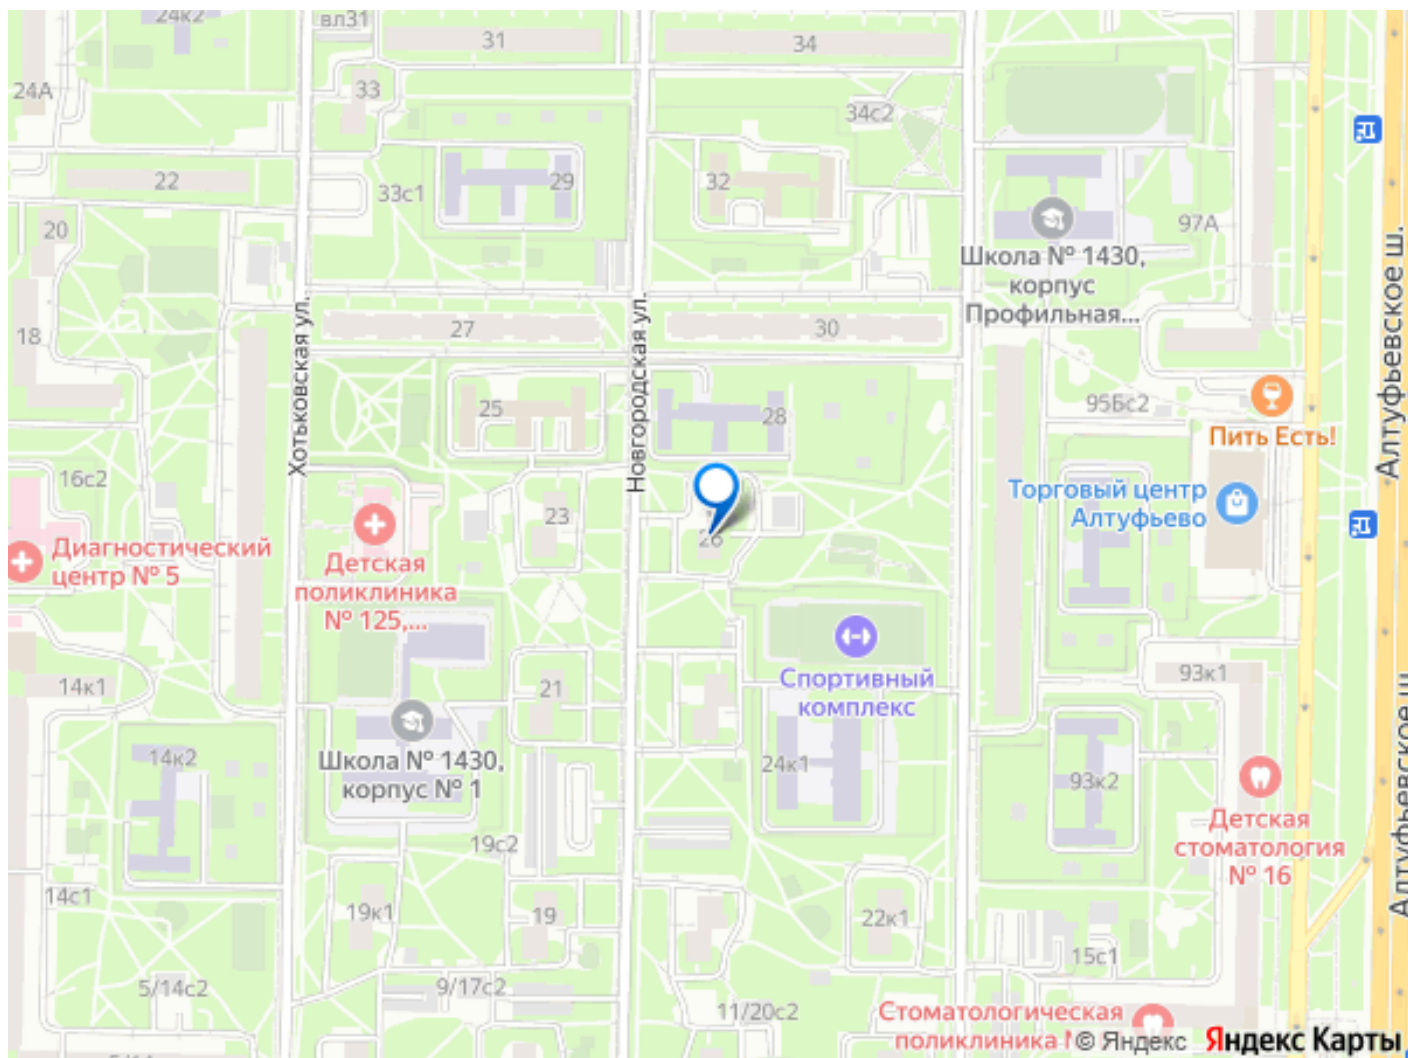 24к2
вл31
31
34
24А
33
34с2
22
33с1
29
32
20
97А
Школа № 1430,
корпус
Профильная...
18
27
30
Хотьковская ул.
Новгородская ул.
Алтуфьевское ш.
25
28
95Бс2
Пить Есть!
16с2
23
26
Торговый центр
Алтуфьево
Диагностический
центр № 5
Детская
поликлиника
№ 125,...
14к1
21
Спортивный
комплекс
93к1
14к2
Школа № 1430,
корпус № 1
24к1
93к2
Алтуфьевское ш.
19с2
Детская
стоматология
№ 16
14с1
19к1
19
22к1
15с1
5/14с2
9/17с2
11/20с2
Стоматологическая
поликлиника
© Яндекс
Яндекс Карты